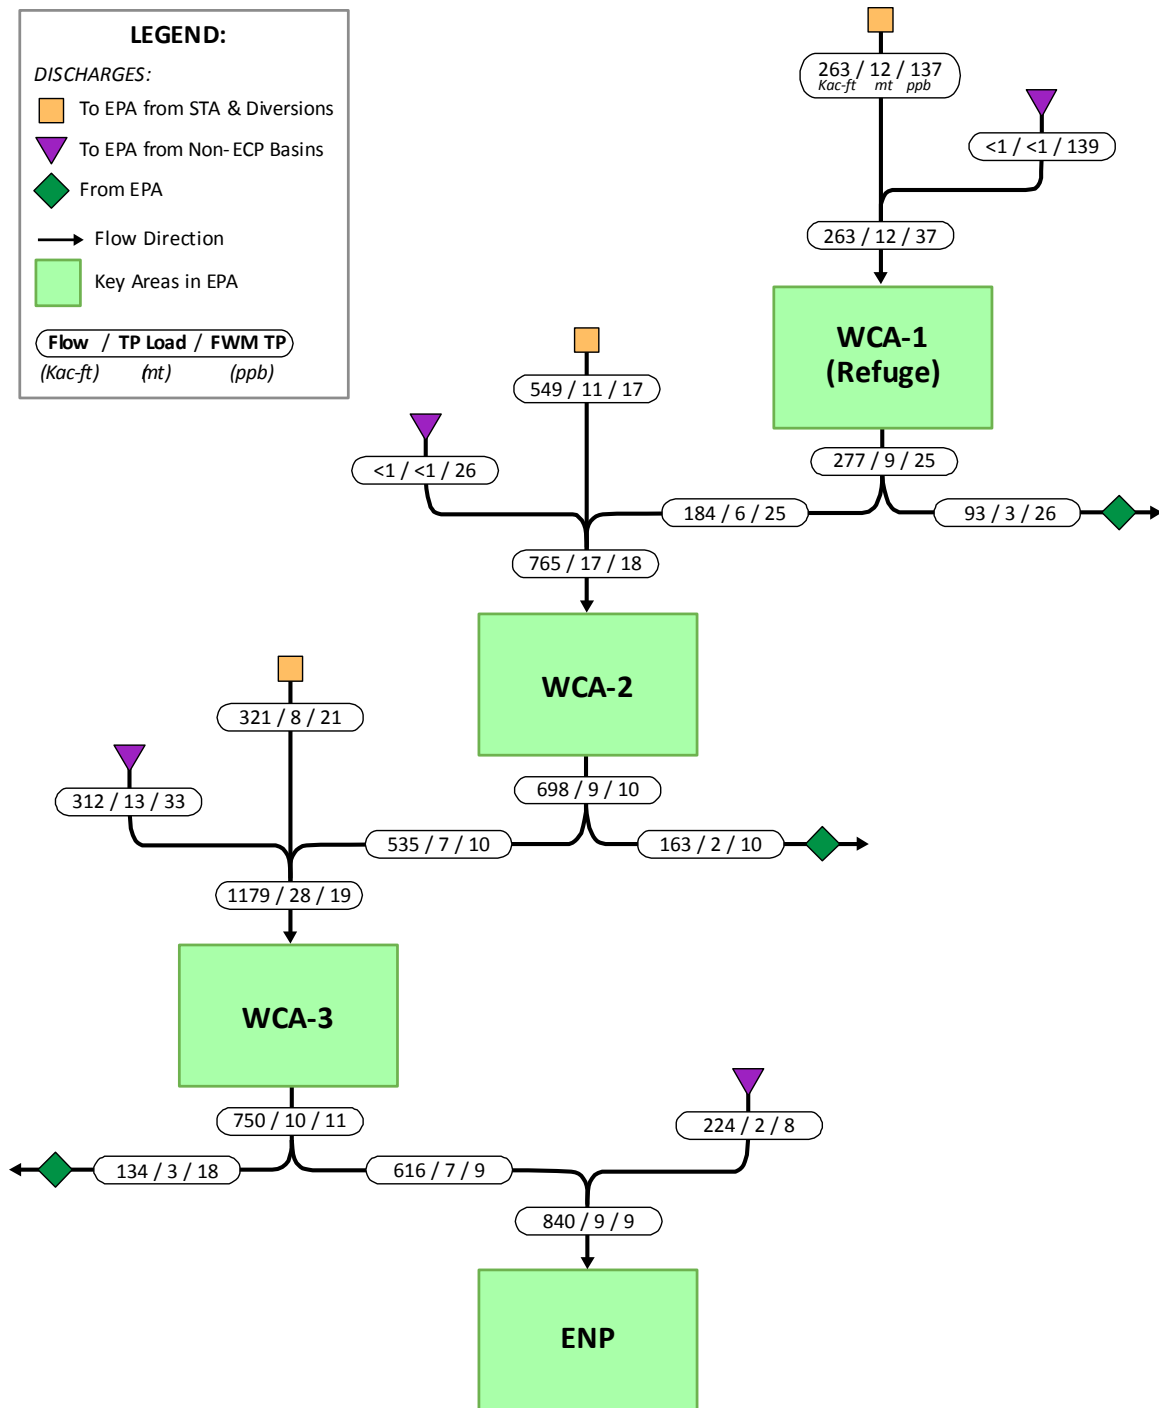 LEGEND:
DISCHARGES:
To EPA from STA & Diversions
To EPA from Non-ECP Basins
From EPA
Flow Direction
Key Areas in EPA
Flow / TP Load / FWM TP
(Kac-ft) (mt) (ppb)
263 / 12 / 137
Kac-ft mt ppb
<1 / <1 / 139
263 / 12 / 37
WCA-1
(Refuge)
549 / 11 / 17
<1 / <1 / 26
277 / 9 / 25
184 / 6 / 25
93 / 3 / 26
765 / 17 / 18
WCA-2
321 / 8 / 21
312 / 13 / 33
698 / 9 / 10
535 / 7 / 10
163 / 2 / 10
1179 / 28 / 19
WCA-3
750 / 10 / 11
224 / 2 / 8
134 / 3 / 18
616 / 7 / 9
840 / 9 / 9
ENP